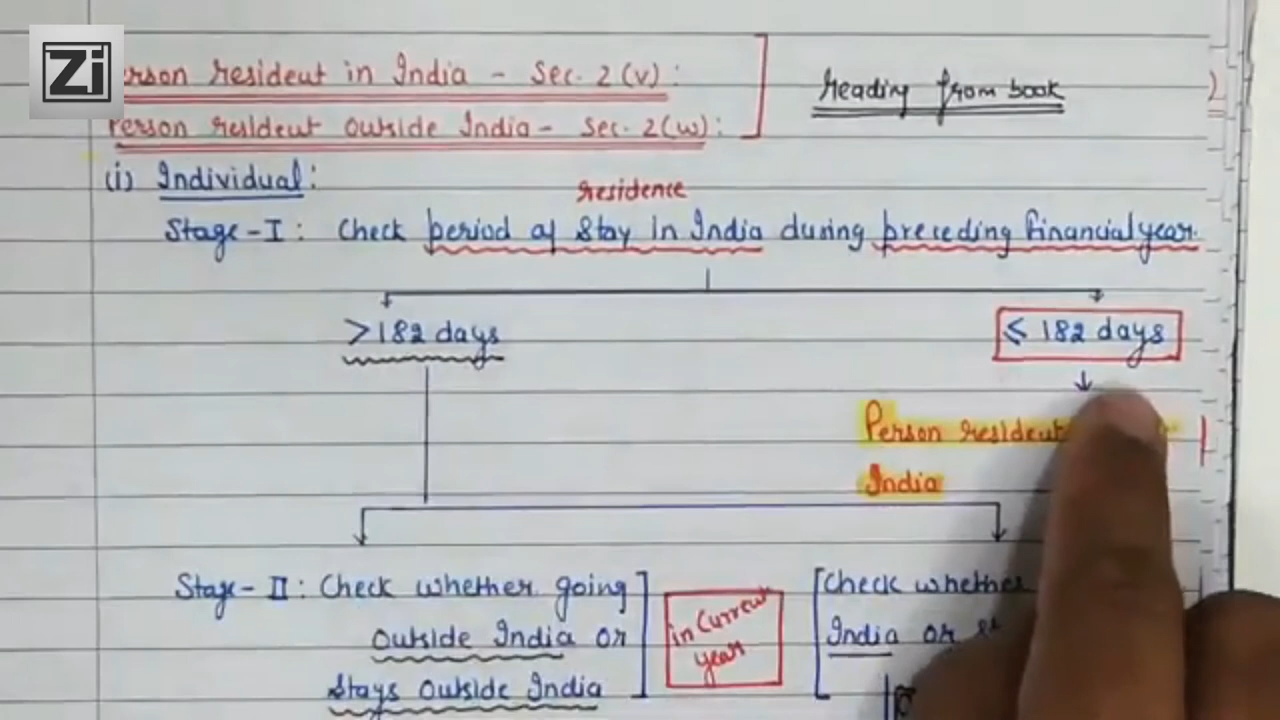 Zi
erson resident in India - Sec. 2(v):
Person resident outside India - Sec. 2(w):
reading from book
(i) Individual:
residence
Stage-I: Check period of stay in India during preceding financial year.
>182 days
≤ 182 days
Person resident
India
Stage-II: Check whether going
outside India or
stays outside India
in Current
year
Check whether
India or